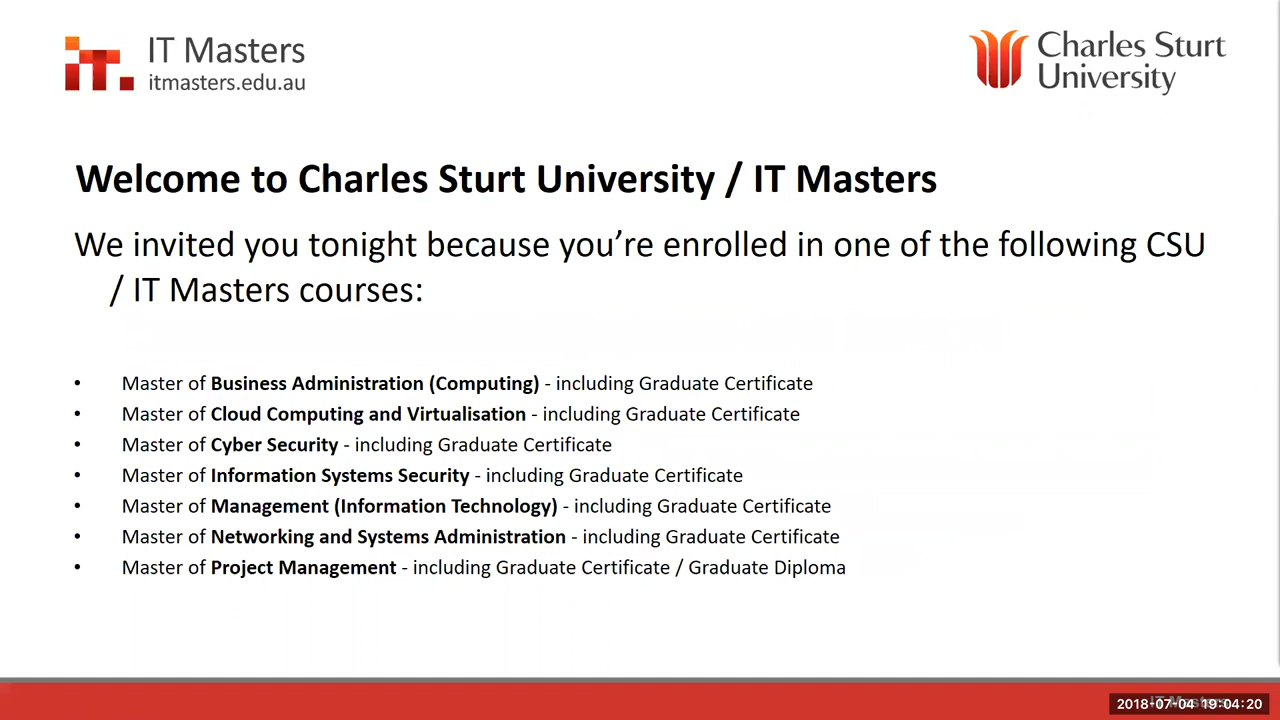 IT Masters
itmasters.edu.au
Charles Sturt
University
Welcome to Charles Sturt University / IT Masters
We invited you tonight because you’re enrolled in one of the following CSU
/ IT Masters courses:
• Master of Business Administration (Computing) - including Graduate Certificate
• Master of Cloud Computing and Virtualisation - including Graduate Certificate
• Master of Cyber Security - including Graduate Certificate
• Master of Information Systems Security - including Graduate Certificate
• Master of Management (Information Technology) - including Graduate Certificate
• Master of Networking and Systems Administration - including Graduate Certificate
• Master of Project Management - including Graduate Certificate / Graduate Diploma
2018-07-04 19:04:20